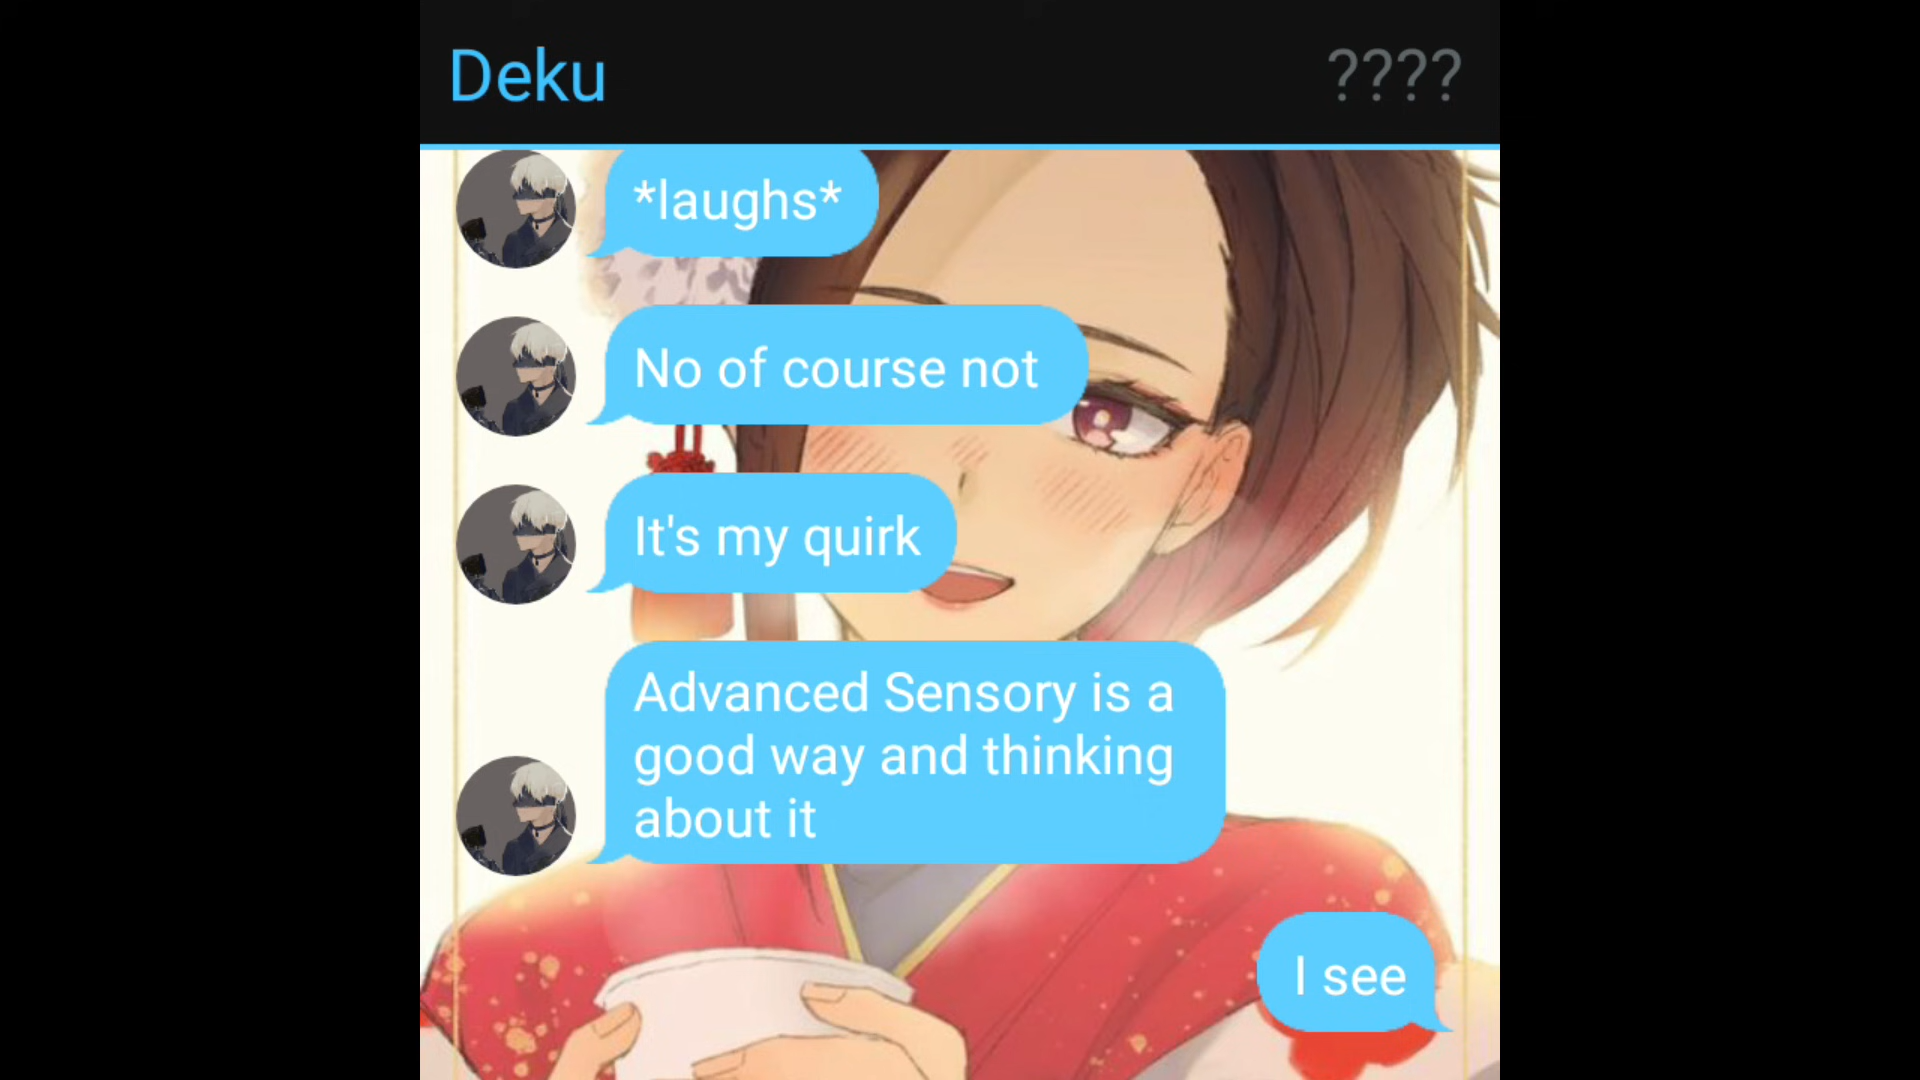 Deku
????
*laughs*
No of course not
It's my quirk
Advanced Sensory is a
good way and thinking
about it
I see